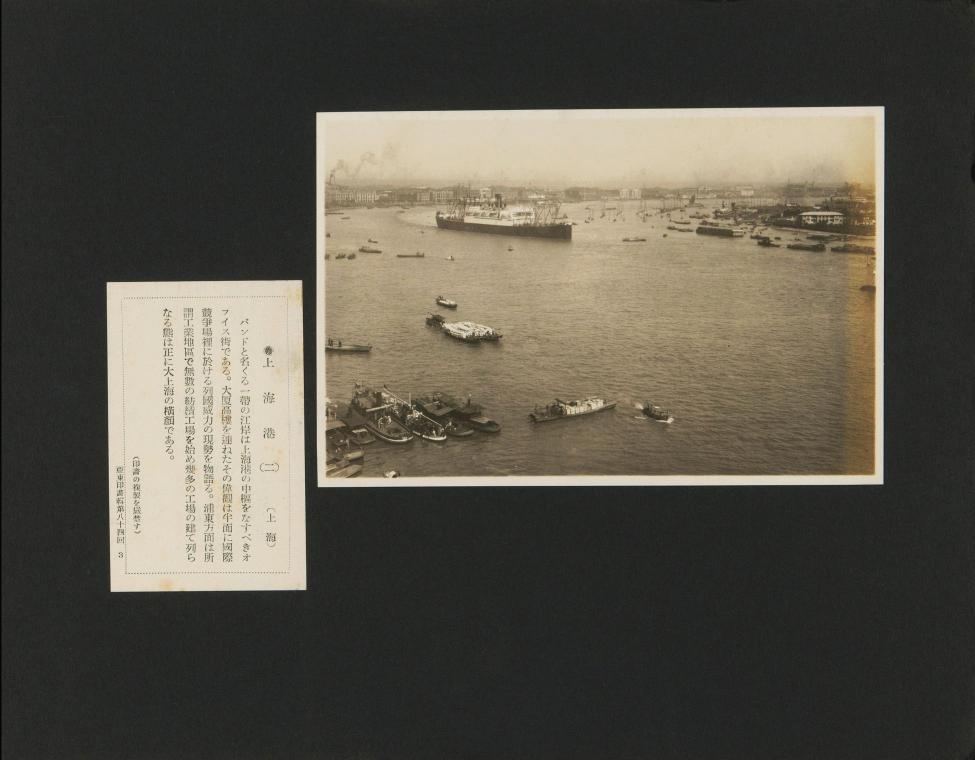 上海港(二) (上海)
バンドと名くる一帶の江岸は上海港の中樞をなすべきオ
フイス街である。大厦高樓を連ねたその偉觀は半面に國際
競爭場裡に於ける列國威力の現勢を物語る。浦東方面は所
謂工業地區で無數の紡績工場を始め幾多の工場の建て列ら
なる態は正に大上海の橫顏である。
(印畵の複製を嚴禁す)
亞東印畵輯第八十四回 3